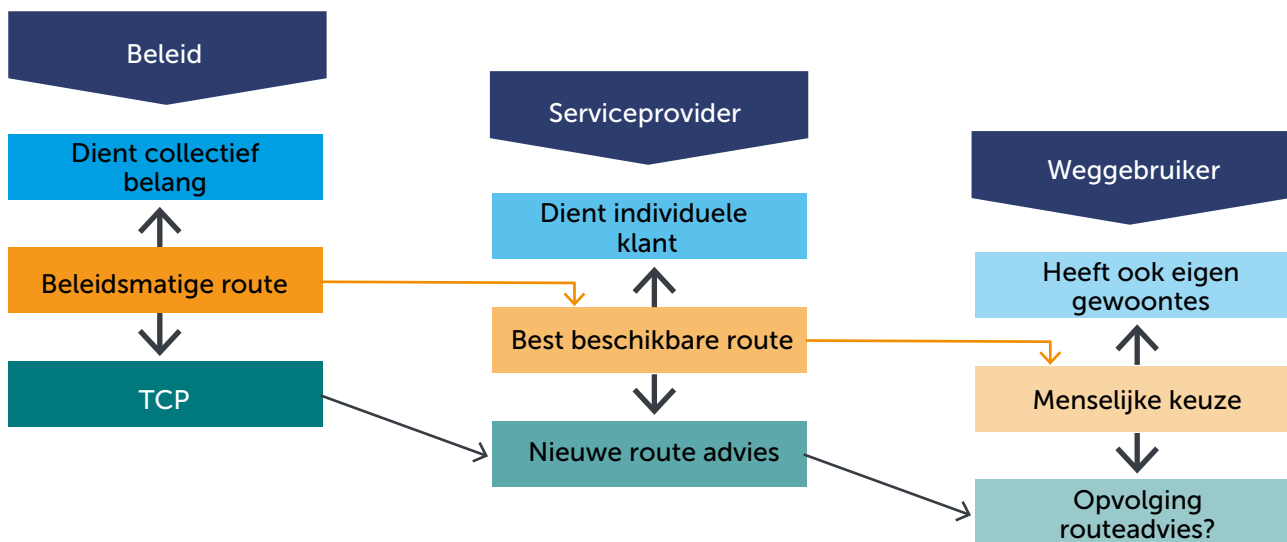 Beleid
Dient collectief
belang
Beleidsmatige route
TCP
Serviceprovider
Dient individuele
klant
Best beschikbare route
Nieuwe route advies
Weggebruiker
Heeft ook eigen
gewoontes
Menselijke keuze
Opvolging
routeadvies?